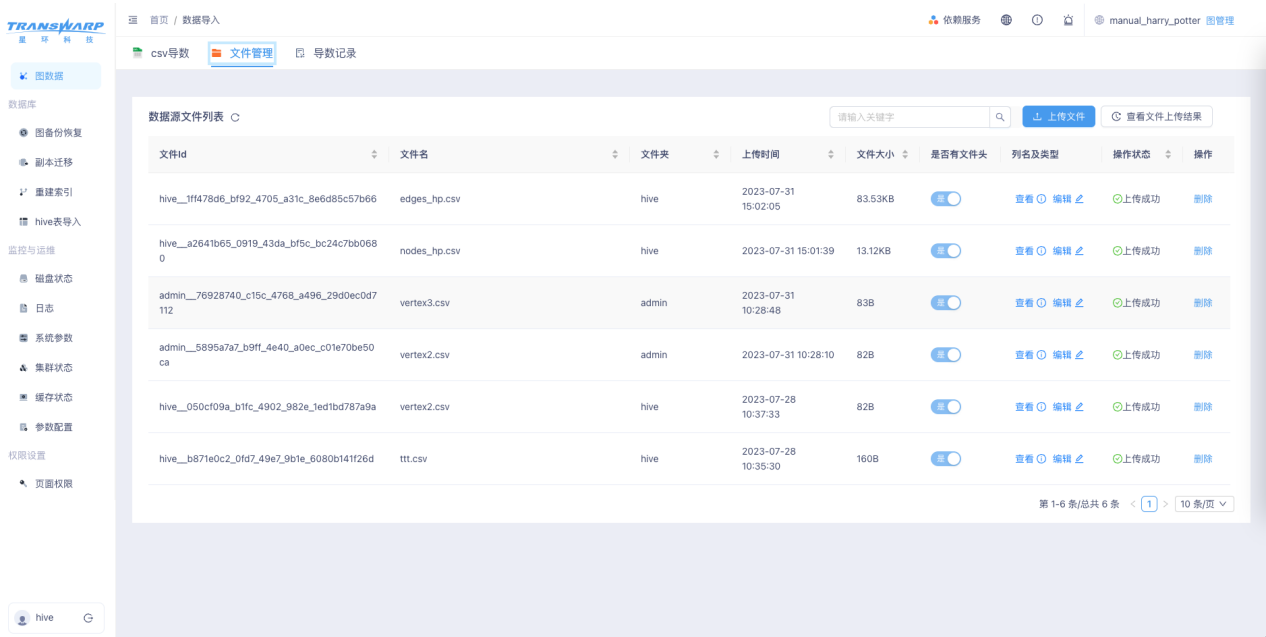 TRANSWARP
星 环 科 技
首页 / 数据导入
依赖服务
manual_harry_potter 图管理
csv导数
文件管理
导数记录
图数据
数据库
图备份恢复
副本迁移
重建索引
hive表导入
监控与运维
磁盘状态
日志
系统参数
集群状态
缓存状态
参数配置
权限设置
页面权限
hive
数据源文件列表
请输入关键字
上传文件
查看文件上传结果
文件Id 文件名 文件夹 上传时间 文件大小 是否有文件头 列名及类型 操作状态 操作
hive__1ff478d6_bf92_4705_a31c_8e6d85c57b66 edges_hp.csv hive 2023-07-31 15:02:05 83.53KB 是 查看 编辑 上传成功 删除
hive__a2641b65_0919_43da_bf5c_bc24c7bb0680 nodes_hp.csv hive 2023-07-31 15:01:39 13.12KB 是 查看 编辑 上传成功 删除
admin__76928740_c15c_4768_a496_29d0ec0d7112 vertex3.csv admin 2023-07-31 10:28:48 83B 是 查看 编辑 上传成功 删除
admin__5895a7a7_b9ff_4e40_a0ec_c01e70be50ca vertex2.csv admin 2023-07-31 10:28:10 82B 是 查看 编辑 上传成功 删除
hive__050cf09a_b1fc_4902_982e_1ed1bd787a9a vertex2.csv hive 2023-07-28 10:37:33 82B 是 查看 编辑 上传成功 删除
hive__b871e0c2_0fd7_49e7_9b1e_6080b141f26d ttt.csv hive 2023-07-28 10:35:30 160B 是 查看 编辑 上传成功 删除
第 1-6 条/总共 6 条 < 1 > 10 条/页